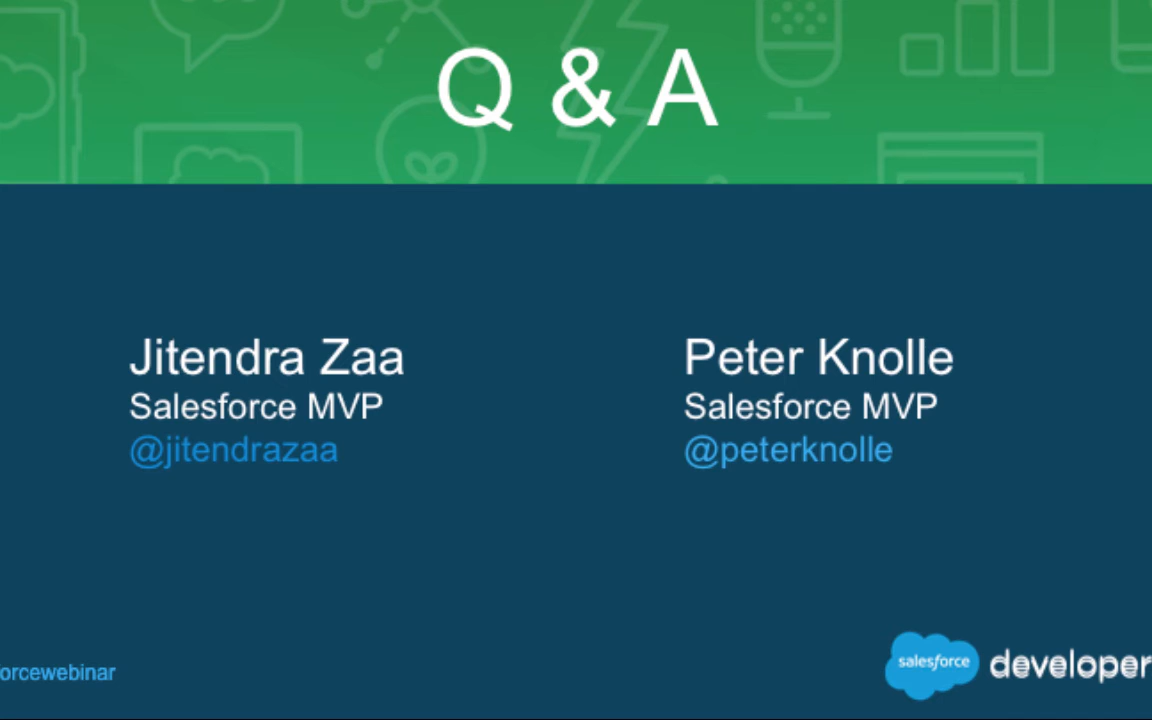 Q & A
Jitendra Zaa
Salesforce MVP
@jitendrazaa
Peter Knolle
Salesforce MVP
@peterknolle
orcewebinar
salesforce developer